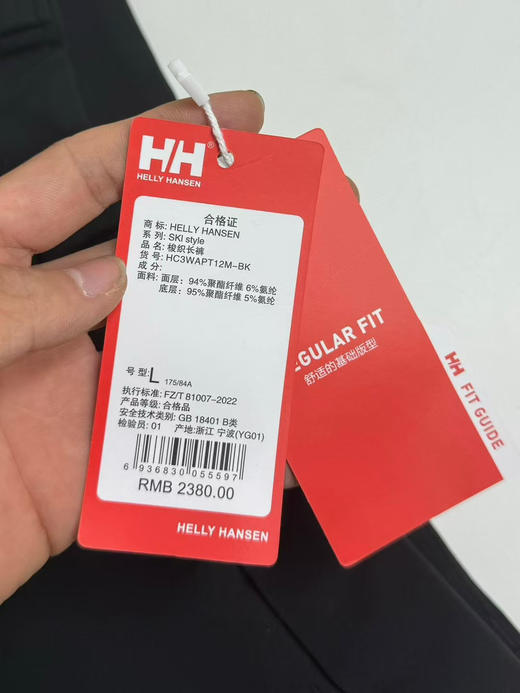 HH®
HELLY HANSEN
合格证
商 标: HELLY HANSEN
系 列: SKI style
品 名: 梭织长裤
货 号: HC3WAPT12M-BK
成 分:
面料: 面层: 94%聚酯纤维 6%氨纶
底层: 95%聚酯纤维 5%氨纶
号 型: L 175/84A
执行标准: FZ/T 81007-2022
产品等级: 合格品
安全技术类别: GB 18401 B类
检验员: 01 产地: 浙江 宁波(YG01)
6 936830 055597
RMB 2380.00
HELLY HANSEN
EGULAR FIT
舒适的基础版型
HH
FIT GUIDE